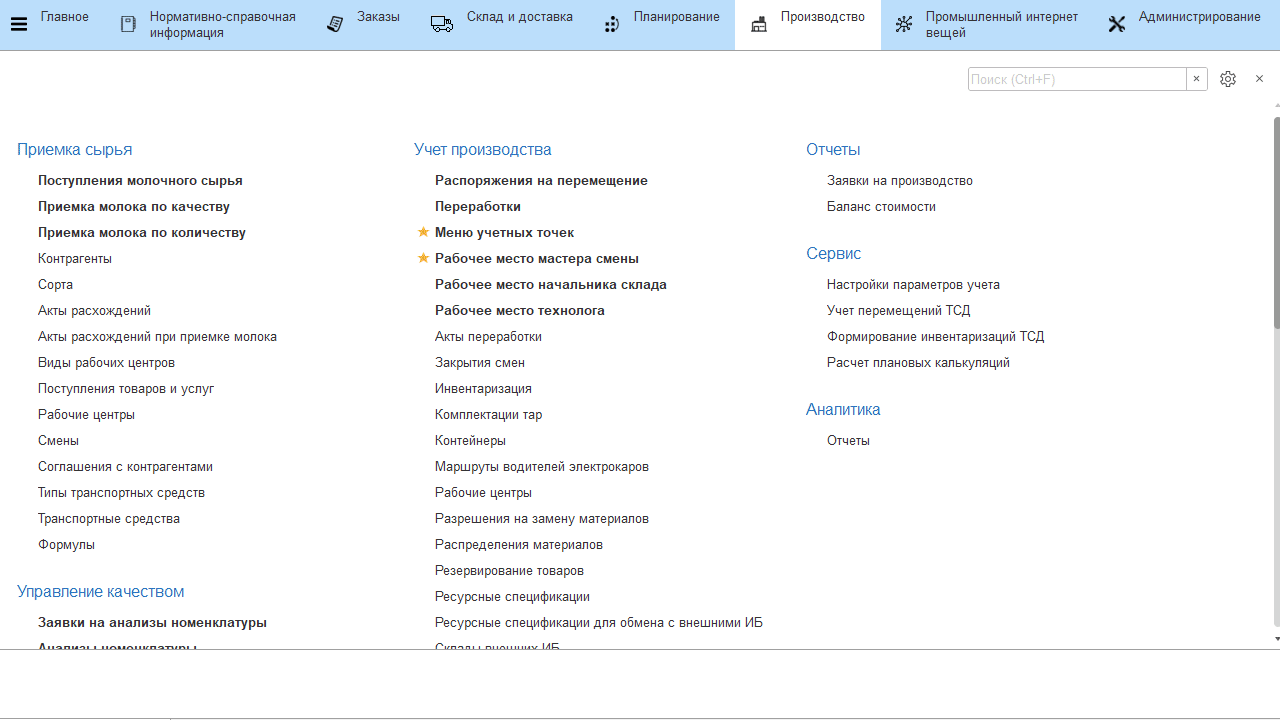 Главное
Нормативно-справочная
информация
Заказы
Склад и доставка
Планирование
Производство
Промышленный интернет
вещей
Администрирование
Поиск (Ctrl+F)
Приемка сырья
Поступления молочного сырья
Приемка молока по качеству
Приемка молока по количеству
Контрагенты
Сорта
Акты расхождений
Акты расхождений при приемке молока
Виды рабочих центров
Поступления товаров и услуг
Рабочие центры
Смены
Соглашения с контрагентами
Типы транспортных средств
Транспортные средства
Формулы
Управление качеством
Заявки на анализы номенклатуры
Анализы номенклатуры
Учет производства
Распоряжения на перемещение
Переработки
Меню учетных точек
Рабочее место мастера смены
Рабочее место начальника склада
Рабочее место технолога
Акты переработки
Закрытия смен
Инвентаризация
Комплектации тар
Контейнеры
Маршруты водителей электрокаров
Рабочие центры
Разрешения на замену материалов
Распределения материалов
Резервирование товаров
Ресурсные спецификации
Ресурсные спецификации для обмена с внешними ИБ
Склады внешних ИБ
Отчеты
Заявки на производство
Баланс стоимости
Сервис
Настройки параметров учета
Учет перемещений ТСД
Формирование инвентаризаций ТСД
Расчет плановых калькуляций
Аналитика
Отчеты